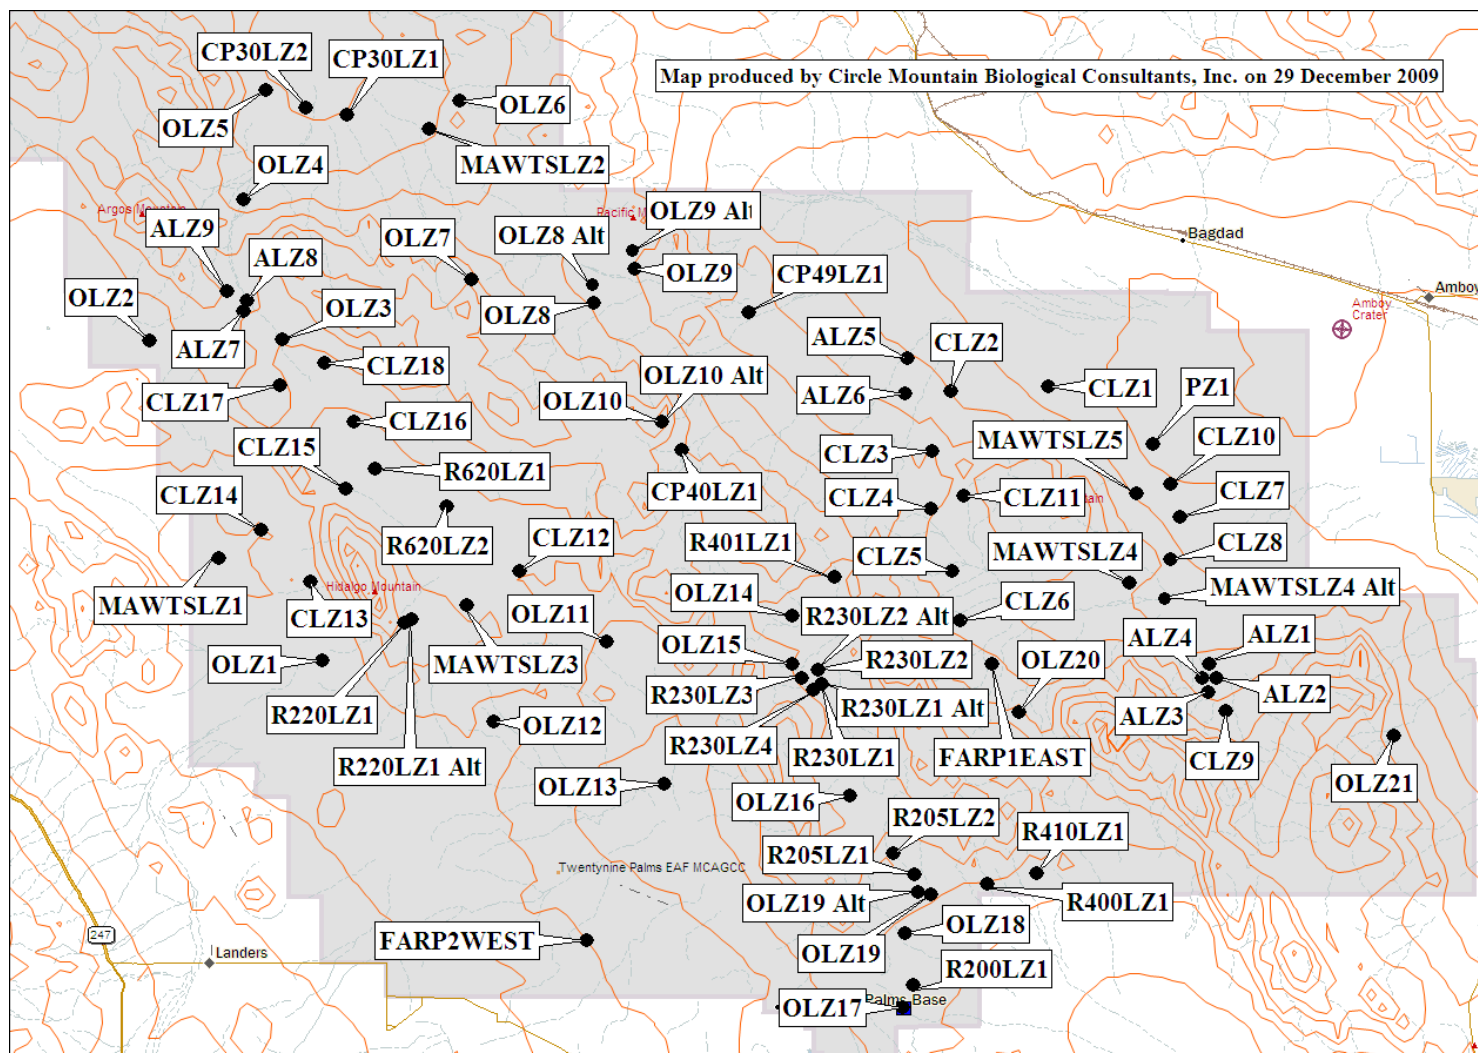 CP30LZ2
CP30LZ1
Map produced by Circle Mountain Biological Consultants, Inc. on 29 December 2009
OLZ5
OLZ6
OLZ4
MAWTSLZ2
Argos Mountain
Pacific M
OLZ9 Alt
ALZ9
OLZ7
OLZ8 Alt
Bagdad
ALZ8
OLZ9
CP49LZ1
OLZ2
OLZ3
OLZ8
Amboy
Amboy
Crater
ALZ7
ALZ5
CLZ2
CLZ18
OLZ10 Alt
CLZ17
OLZ10
ALZ6
CLZ1
PZ1
CLZ16
MAWTSLZ5
CLZ10
CLZ15
R620LZ1
CLZ3
CP40LZ1
CLZ14
CLZ4
CLZ11
tain
CLZ7
R620LZ2
CLZ12
R401LZ1
CLZ5
MAWTSLZ4
CLZ8
Hidalgo Mountain
MAWTSLZ4 Alt
MAWTSLZ1
CLZ13
OLZ14
CLZ6
OLZ11
R230LZ2 Alt
ALZ4
ALZ1
OLZ1
MAWTSLZ3
OLZ15
R230LZ2
OLZ20
R230LZ3
ALZ2
R220LZ1
R230LZ1 Alt
ALZ3
OLZ12
R230LZ4
R230LZ1
FARP1EAST
CLZ9
R220LZ1 Alt
OLZ13
OLZ16
OLZ21
R205LZ2
R410LZ1
R205LZ1
Twentynine Palms EAF MCAGCC
OLZ19 Alt
R400LZ1
247
FARP2WEST
OLZ18
Landers
OLZ19
R200LZ1
OLZ17
Palms Base